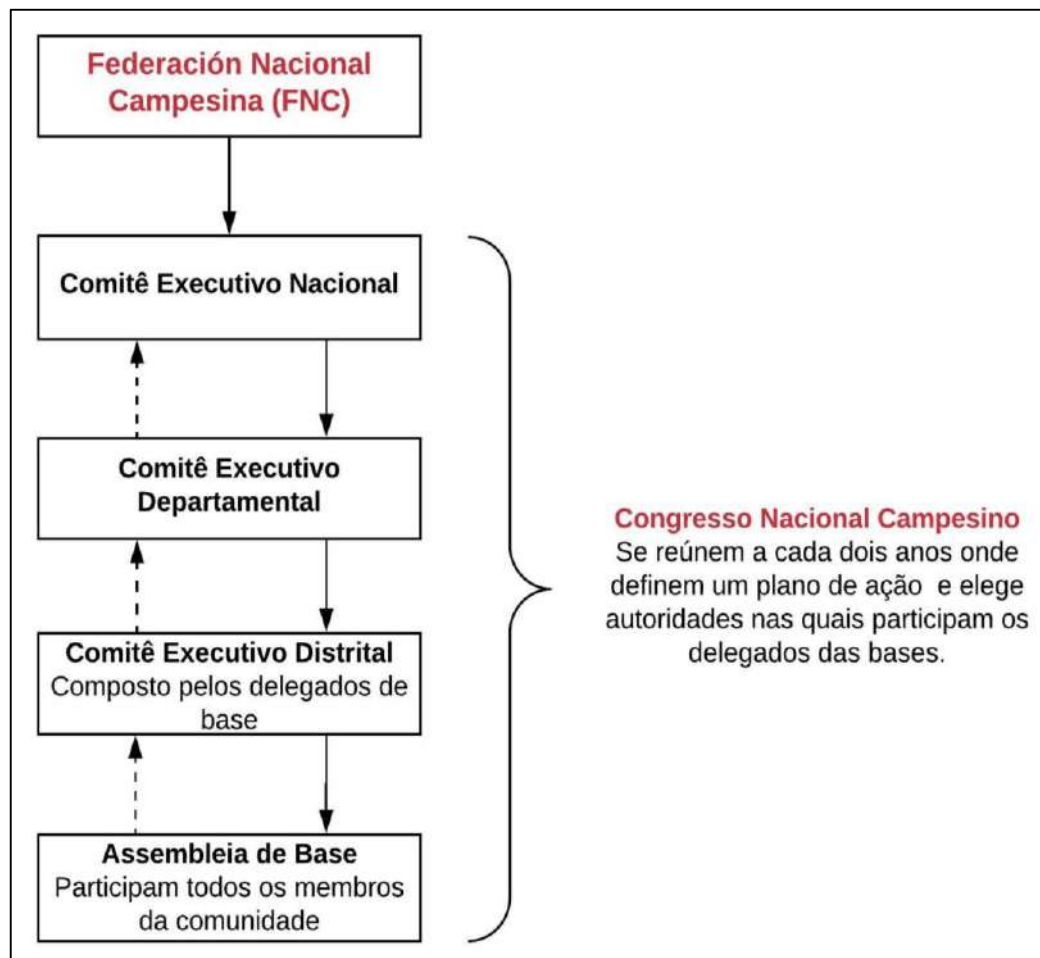 Federación Nacional
Campesina (FNC)
Comitê Executivo Nacional
Comitê Executivo
Departamental
Comitê Executivo Distrital
Composto pelos delegados de
base
Assembleia de Base
Participam todos os membros
da comunidade
Congresso Nacional Campesino
Se reúnem a cada dois anos onde
definem um plano de ação e elege
autoridades nas quais participam os
delegados das bases.